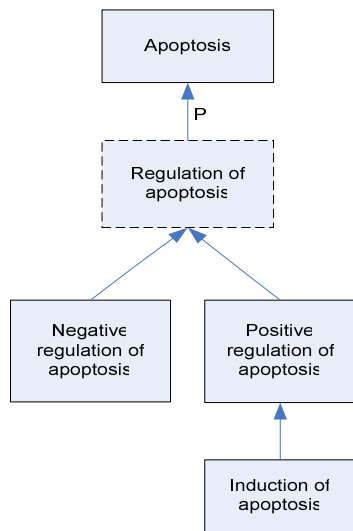 Apoptosis
P
Regulation of
apoptosis
Negative
regulation of
apoptosis
Positive
regulation of
apoptosis
Induction of
apoptosis